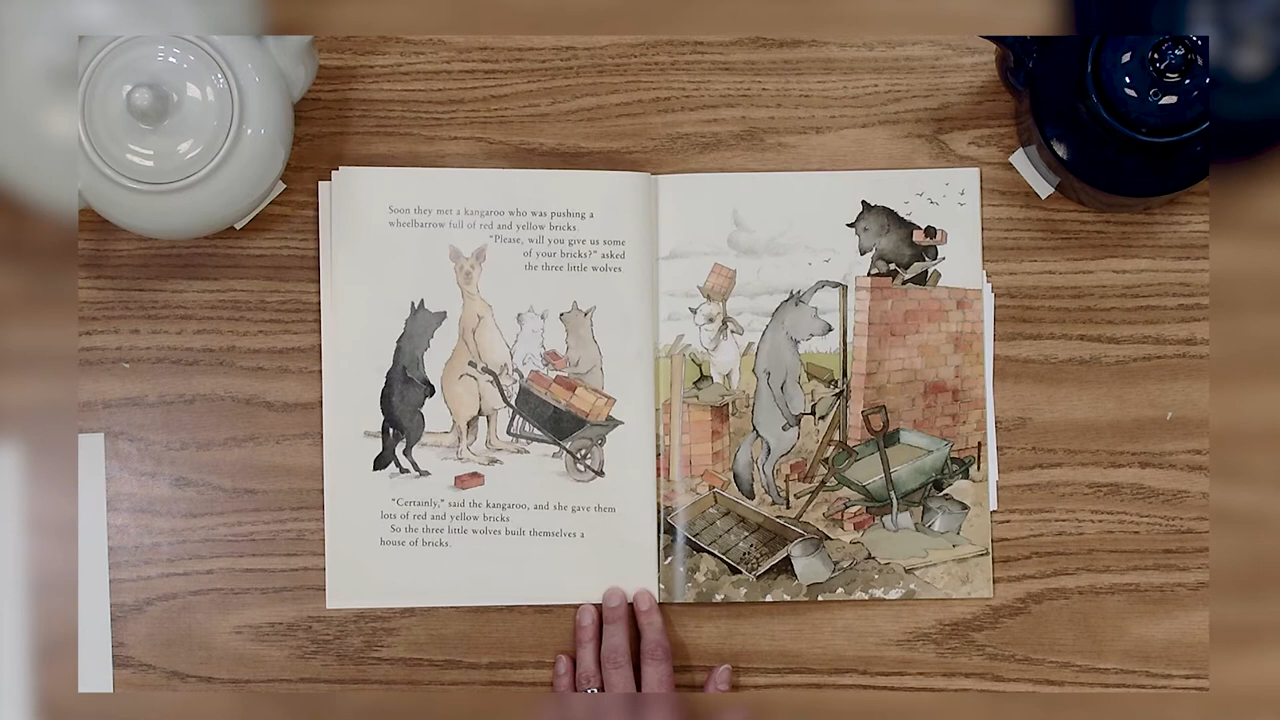 Soon they met a kangaroo who was pushing a
wheelbarrow full of red and yellow bricks.
"Please, will you give us some
of your bricks?" asked
the three little wolves.
"Certainly," said the kangaroo, and she gave them
lots of red and yellow bricks.
So the three little wolves built themselves a
house of bricks.